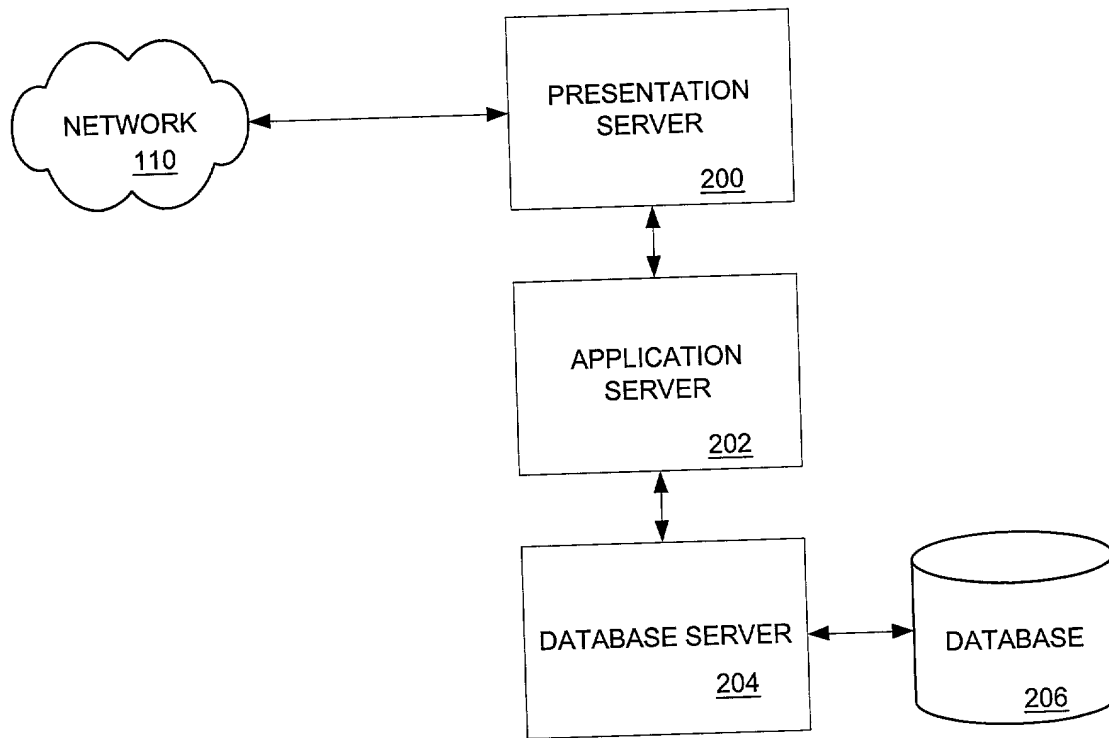 NETWORK
110
PRESENTATION
SERVER
200
APPLICATION
SERVER
202
DATABASE SERVER
204
DATABASE
206